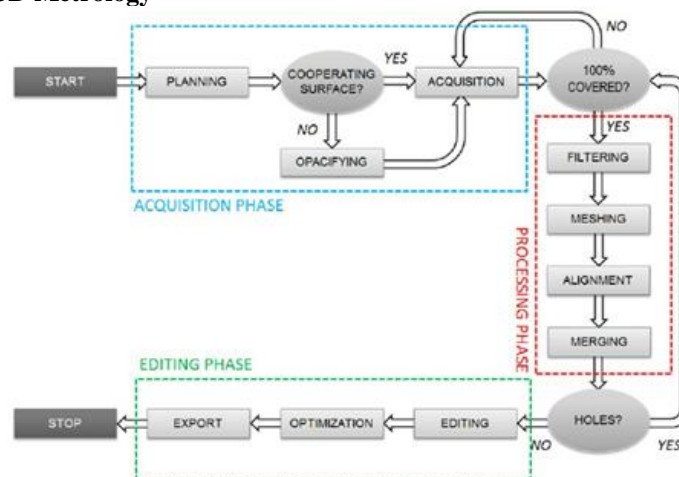 3D Metrology
NO
START
PLANNING
COOPERATING
SURFACE?
YES
ACQUISITION
100%
COVERED?
NO
OPACIFYING
YES
FILTERING
ACQUISITION PHASE
MESHING
PROCESSING PHASE
ALIGNMENT
MERGING
EDITING PHASE
STOP
EXPORT
OPTIMIZATION
EDITING
NO
HOLES?
YES